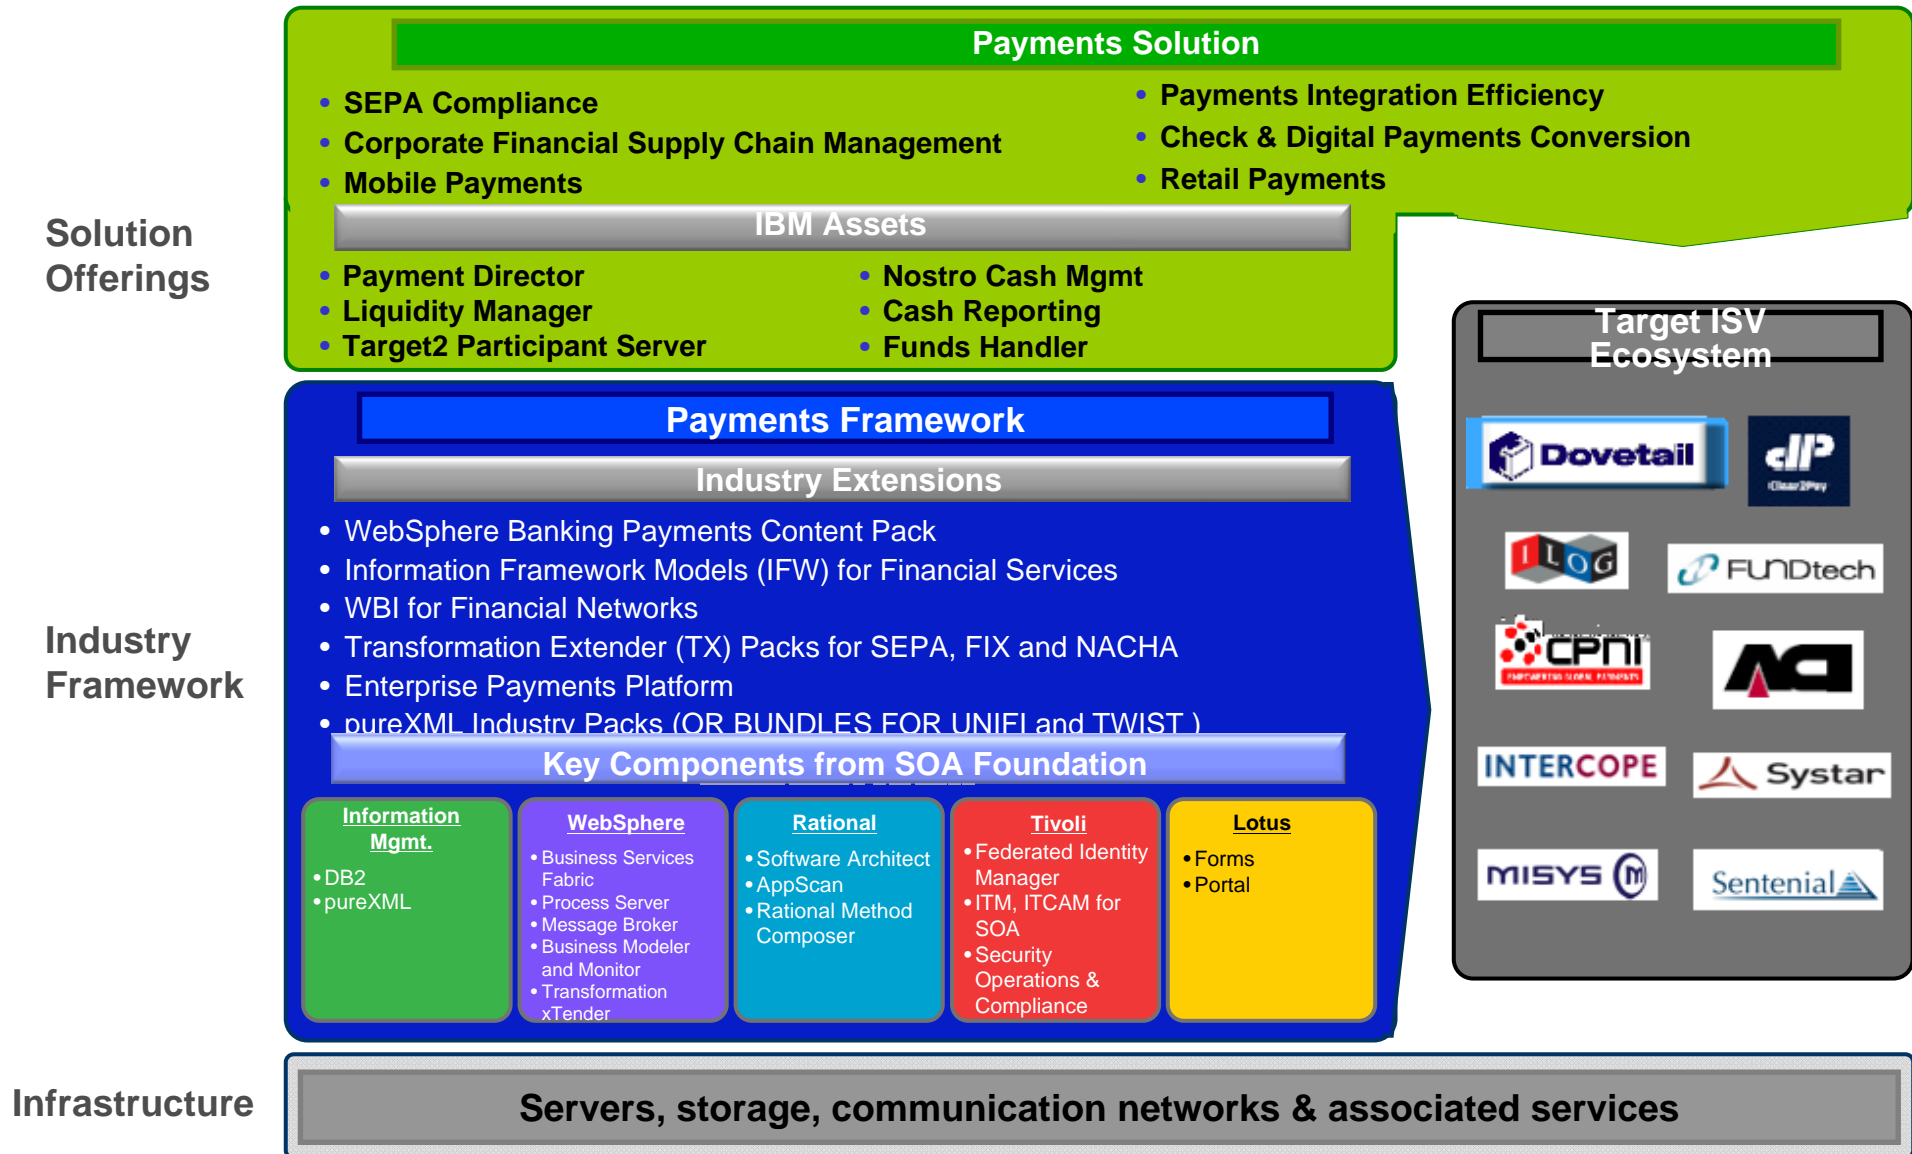 Payments Solution
• SEPA Compliance
• Corporate Financial Supply Chain Management
• Mobile Payments
• Payments Integration Efficiency
• Check & Digital Payments Conversion
• Retail Payments
Solution
Offerings
IBM Assets
• Payment Director
• Liquidity Manager
• Target2 Participant Server
• Nostro Cash Mgmt
• Cash Reporting
• Funds Handler
Target ISV
Ecosystem
Dovetail
Clear2Pay
ILOG
FUNDtech
CPNI
EMPOWERING GLOBAL PAYMENTS
ACI
INTERCOPE
Systar
MISYS
Sentenial
Industry
Framework
Payments Framework
Industry Extensions
• WebSphere Banking Payments Content Pack
• Information Framework Models (IFW) for Financial Services
• WBI for Financial Networks
• Transformation Extender (TX) Packs for SEPA, FIX and NACHA
• Enterprise Payments Platform
• pureXML Industry Packs (OR BUNDLES FOR UNIFI and TWIST )
Key Components from SOA Foundation
Information
Mgmt.
• DB2
• pureXML
WebSphere
• Business Services
Fabric
• Process Server
• Message Broker
• Business Modeler
and Monitor
• Transformation
xTender
Rational
• Software Architect
• AppScan
• Rational Method
Composer
Tivoli
• Federated Identity
Manager
• ITM, ITCAM for
SOA
• Security
Operations &
Compliance
Lotus
• Forms
• Portal
Infrastructure
Servers, storage, communication networks & associated services